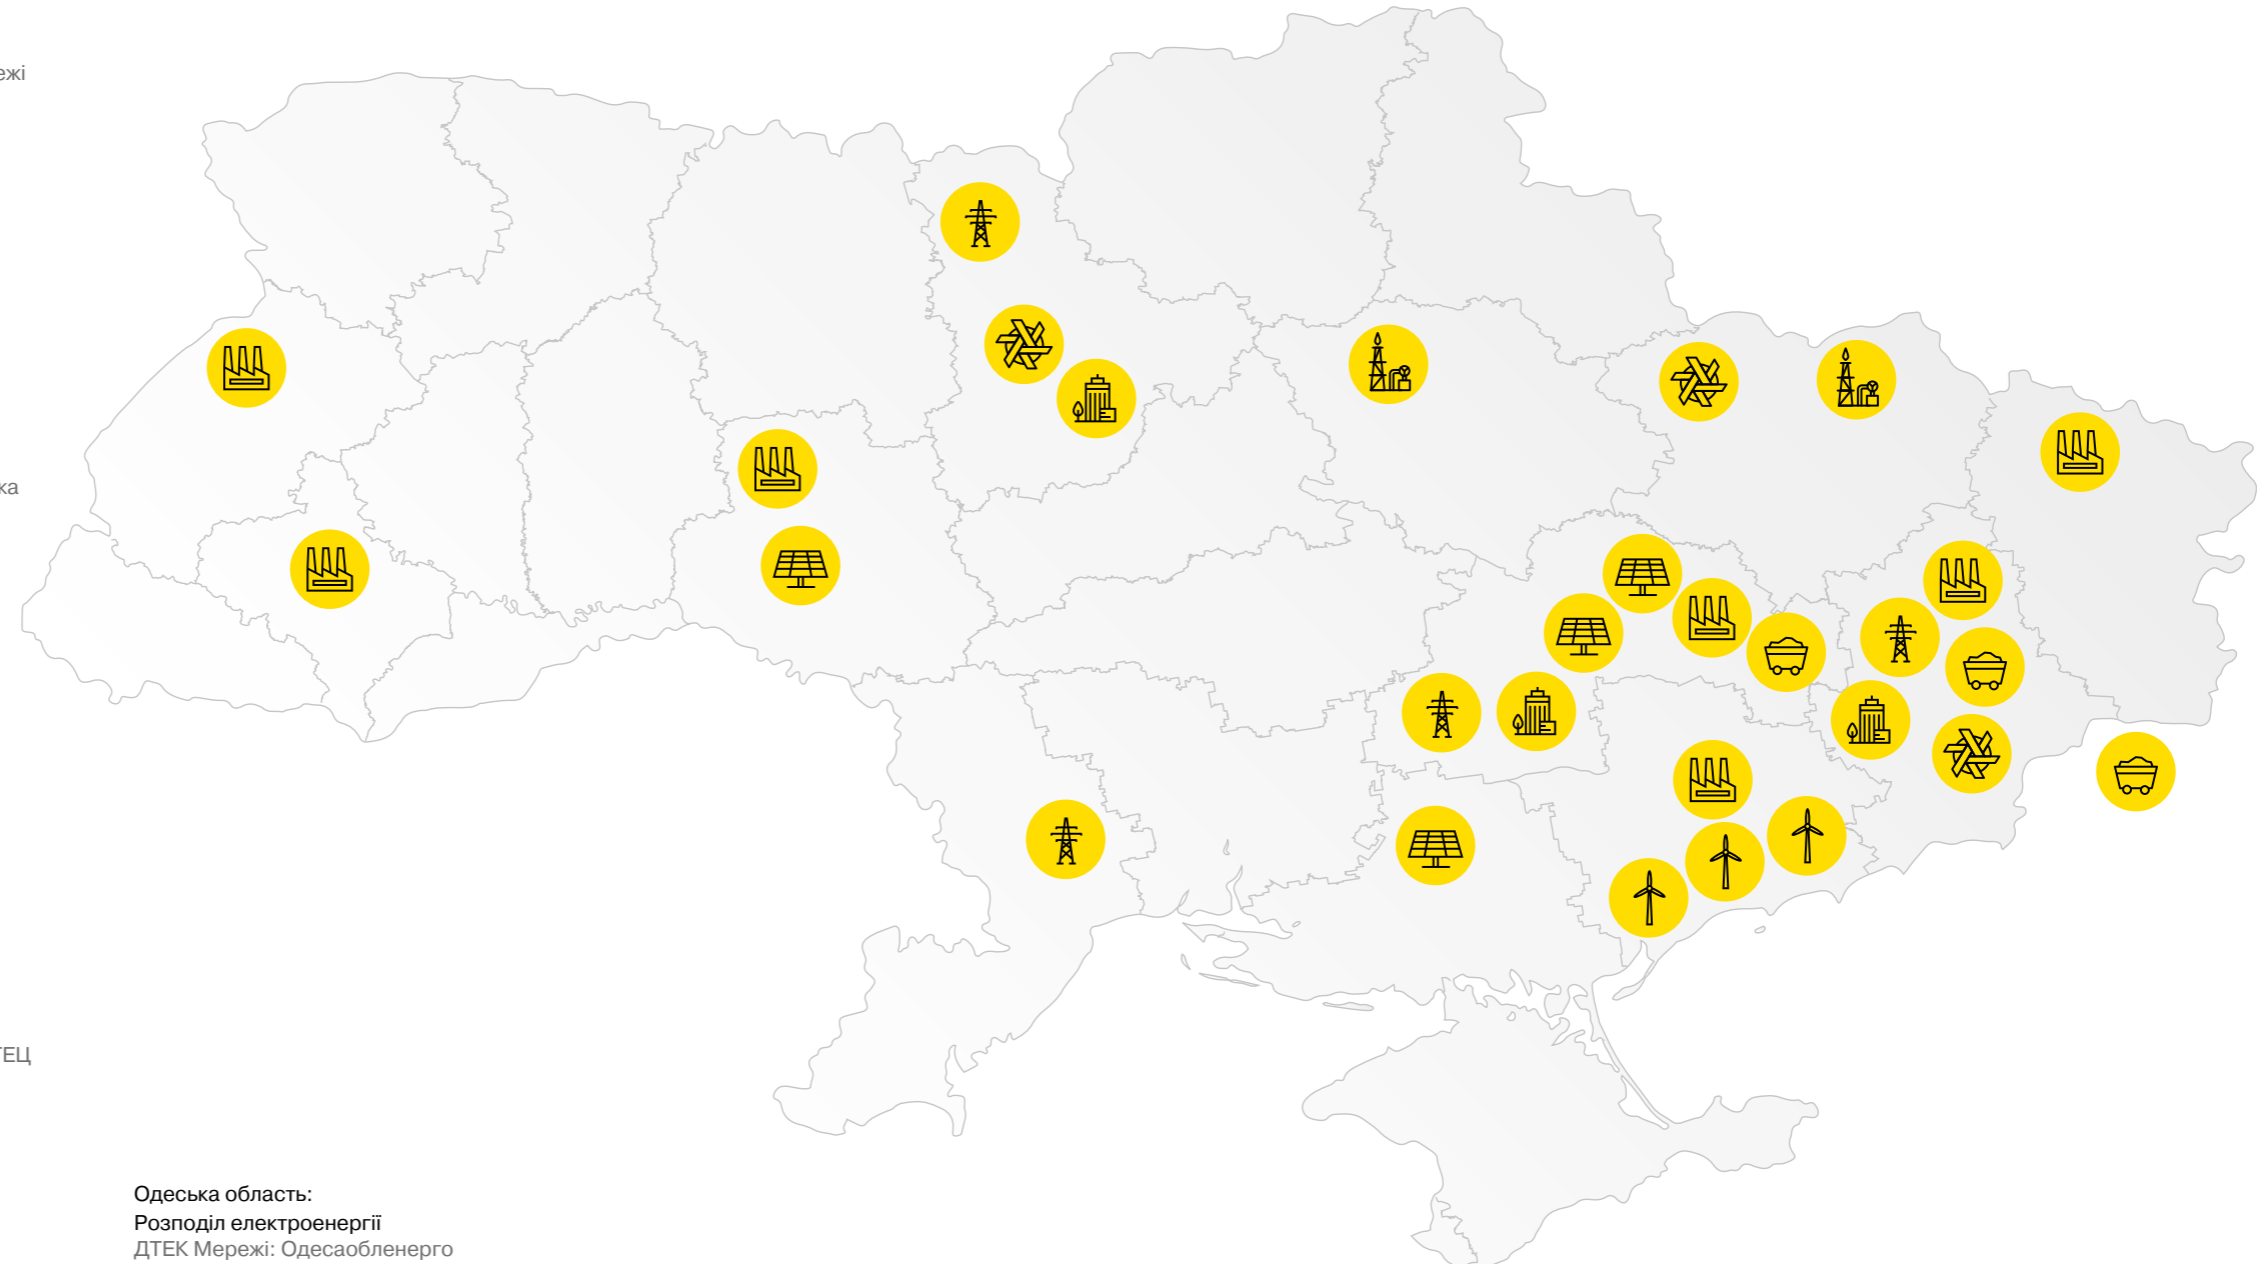 ежі
ка
ТЕЦ
Одеська область:
Розподіл електроенергії
ДТЕК Мережі: Одесаобленерго